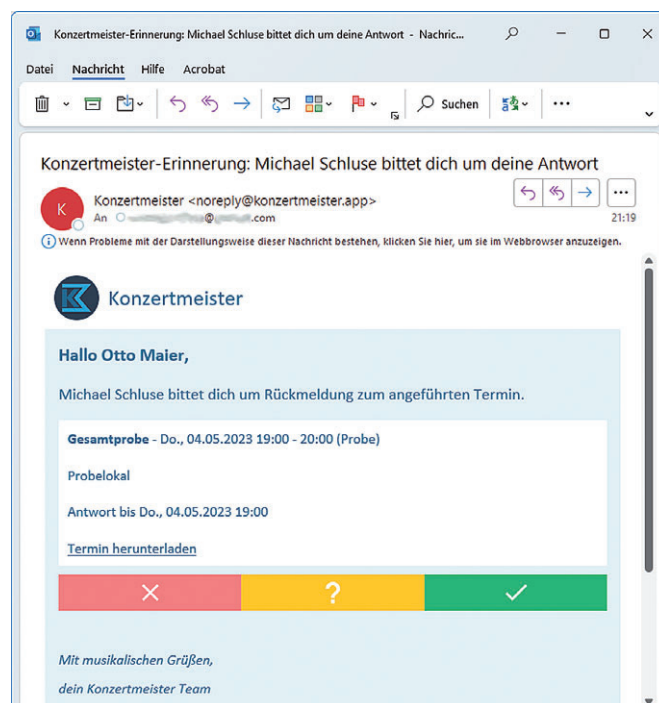 Konzertmeister-Erinnerung: Michael Schluse bittet dich um deine Antwort - Nachric...
Datei Nachricht Hilfe Acrobat
Suchen
Konzertmeister-Erinnerung: Michael Schluse bittet dich um deine Antwort
K
Konzertmeister <noreply@konzertmeister.app>
An @ .com
21:19
Wenn Probleme mit der Darstellungsweise dieser Nachricht bestehen, klicken Sie hier, um sie im Webbrowser anzuzeigen.
Konzertmeister
Hallo Otto Maier,
Michael Schluse bittet dich um Rückmeldung zum angeführten Termin.
Gesamtprobe - Do., 04.05.2023 19:00 - 20:00 (Probe)
Probelokal
Antwort bis Do., 04.05.2023 19:00
Termin herunterladen
?
Mit musikalischen Grüßen,
dein Konzertmeister Team